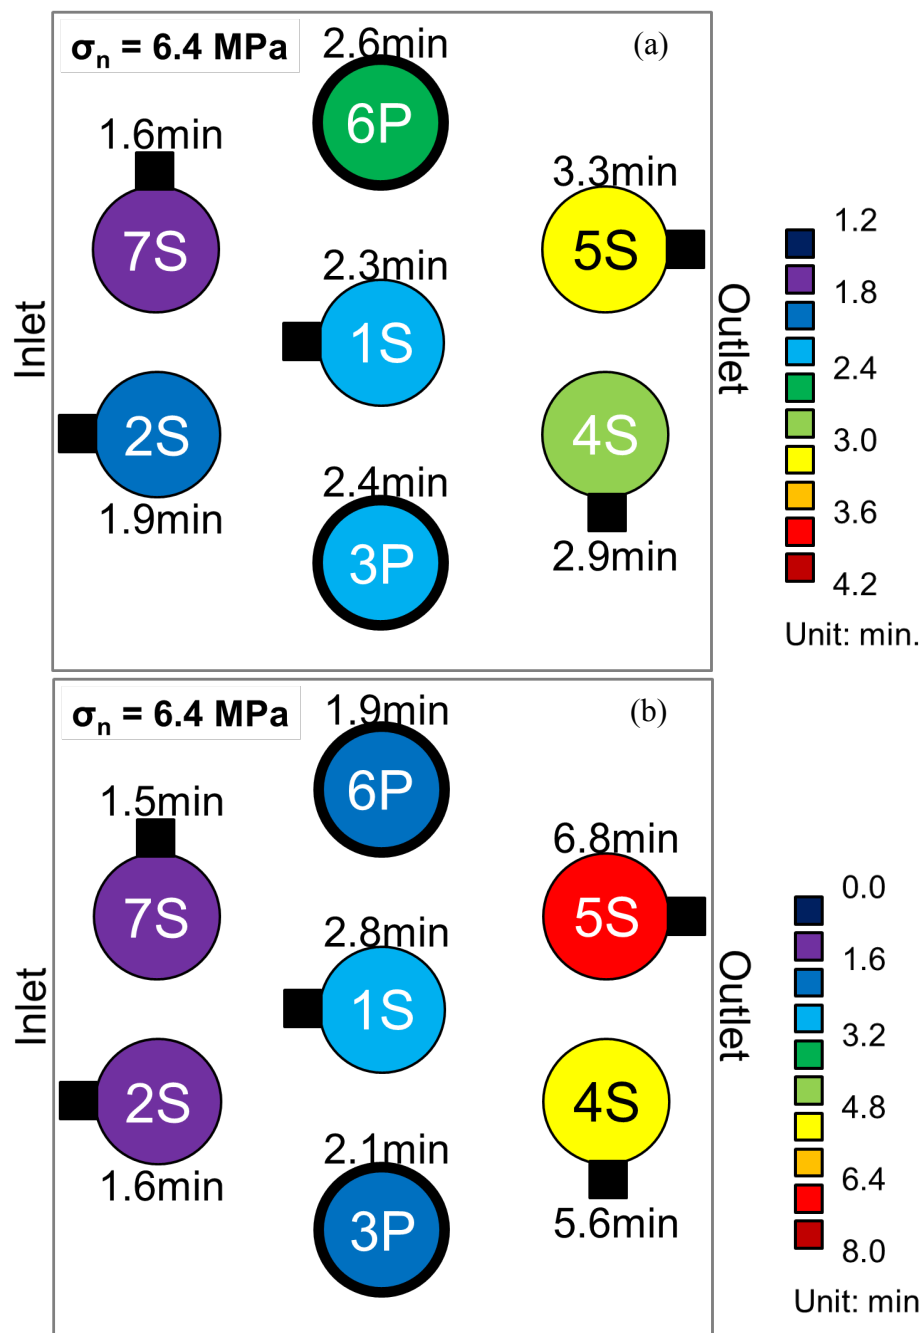 σn = 6.4 MPa
(a)
2.6min
6P
1.6min
7S
3.3min
5S
2.3min
1S
Inlet
Outlet
2S
1.9min
4S
2.9min
2.4min
3P
1.2
1.8
2.4
3.0
3.6
4.2
Unit: min.
σn = 6.4 MPa
(b)
1.9min
6P
1.5min
7S
6.8min
5S
2.8min
1S
Inlet
Outlet
2S
1.6min
4S
5.6min
2.1min
3P
0.0
1.6
3.2
4.8
6.4
8.0
Unit: min